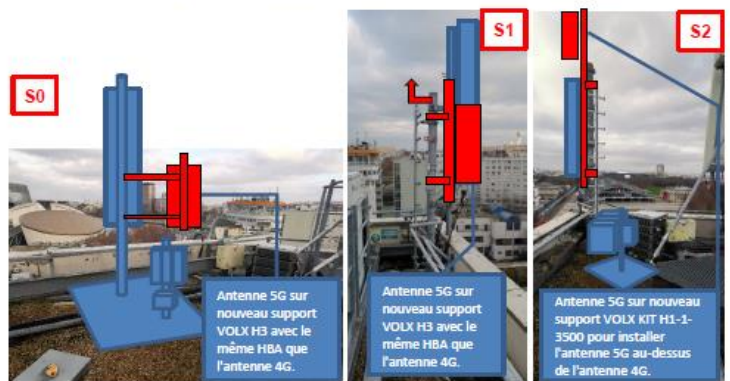 S0
Antenne 5G sur
nouveau support
VOLX H3 avec le
même HBA que
l'antenne 4G.
S1
Antenne 5G sur
nouveau support
VOLX H3 avec le
même HBA que
l'antenne 4G.
S2
Antenne 5G sur nouveau
support VOLX KIT H1-1-
3500 pour installer
l'antenne 5G au-dessus
de l'antenne 4G.